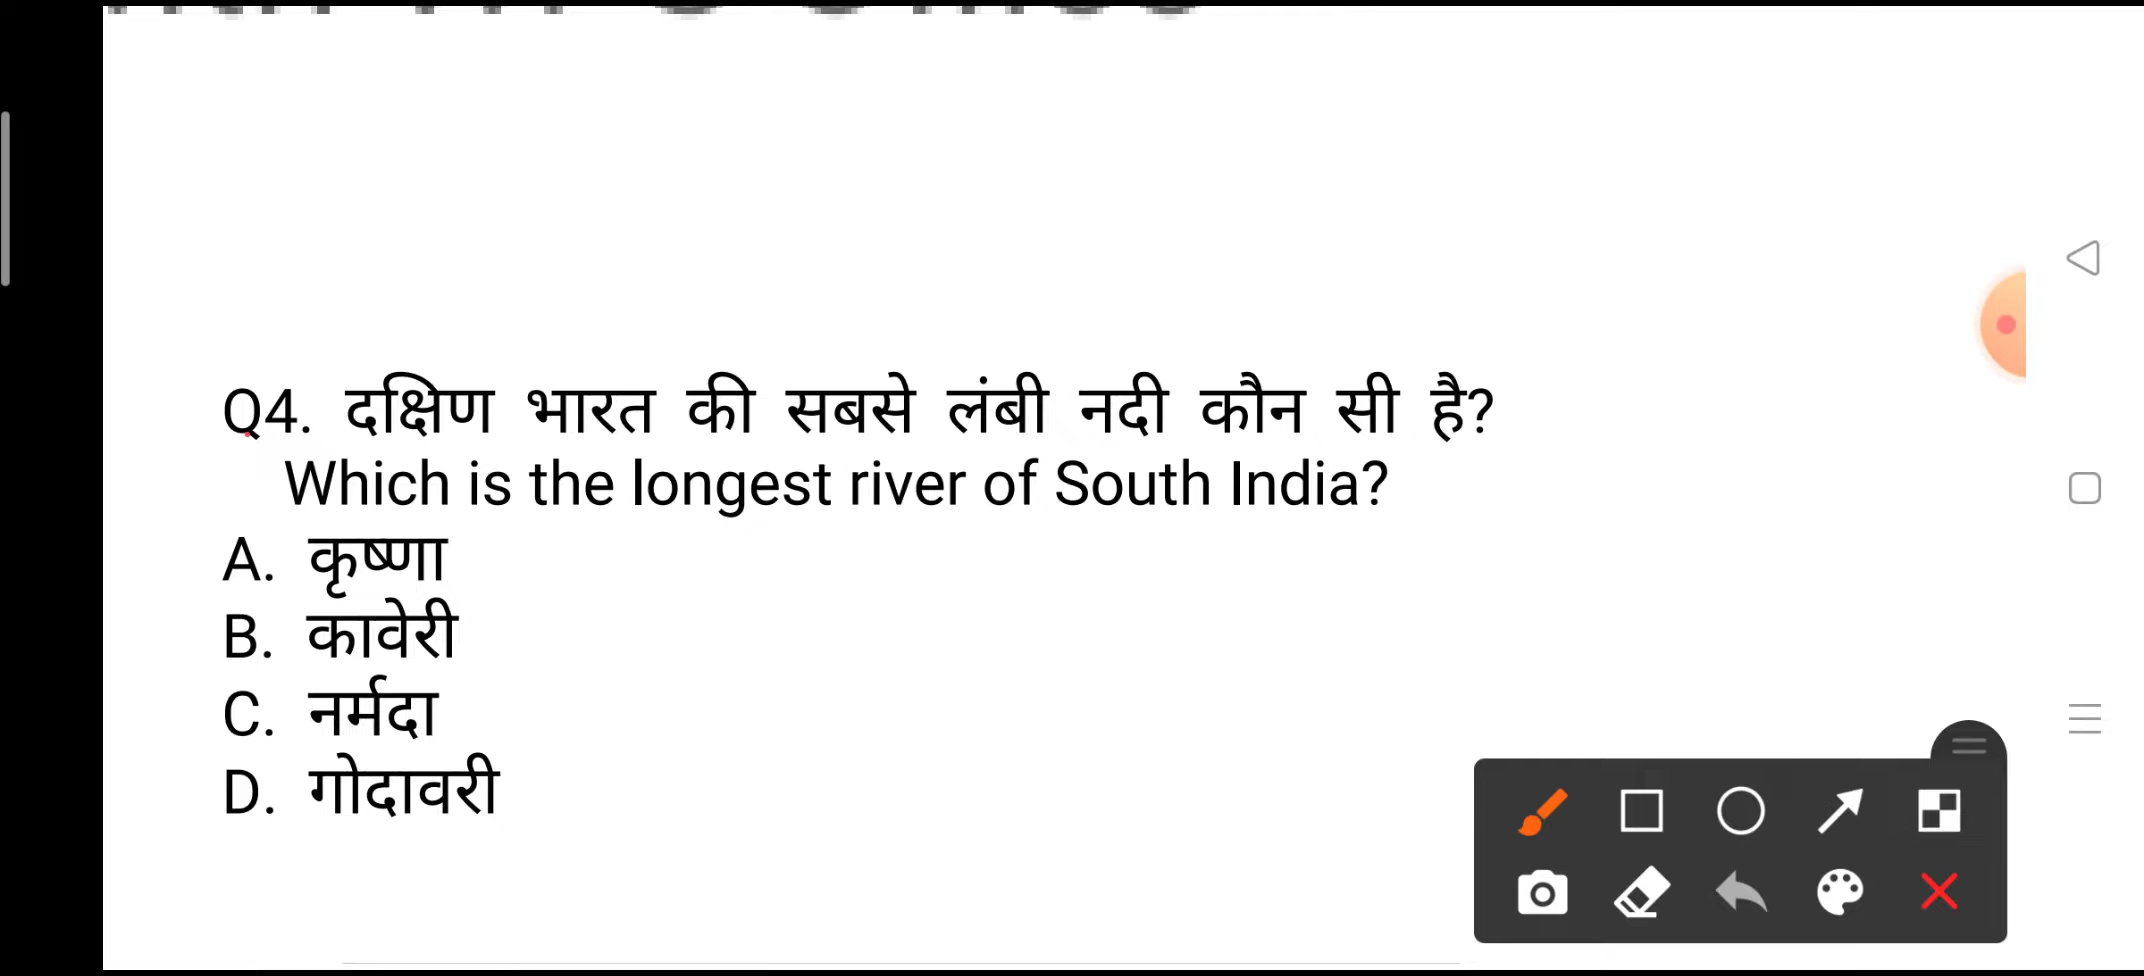 Q4. दक्षिण भारत की सबसे लंबी नदी कौन सी है?
Which is the longest river of South India?
A. कृष्णा
B. कावेरी
C. नर्मदा
D. गोदावरी